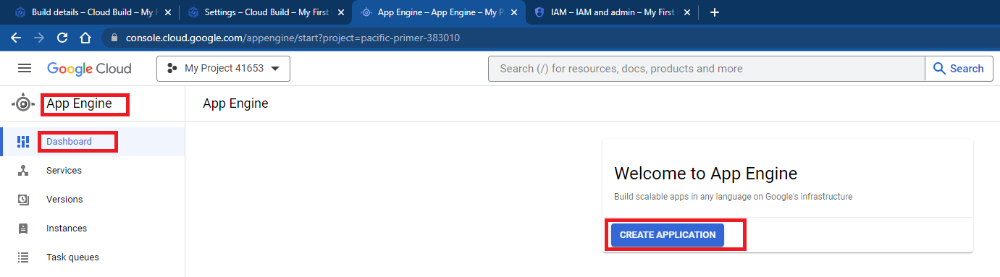 Build details – Cloud Build – My F
Settings – Cloud Build – My First
App Engine – App Engine – My P
IAM – IAM and admin – My First
console.cloud.google.com/appengine/start?project=pacific-primer-383010
Google Cloud
My Project 41653
Search (/) for resources, docs, products and more
Search
App Engine
App Engine
Dashboard
Services
Versions
Instances
Task queues
Welcome to App Engine
Build scalable apps in any language on Google's infrastructure
CREATE APPLICATION